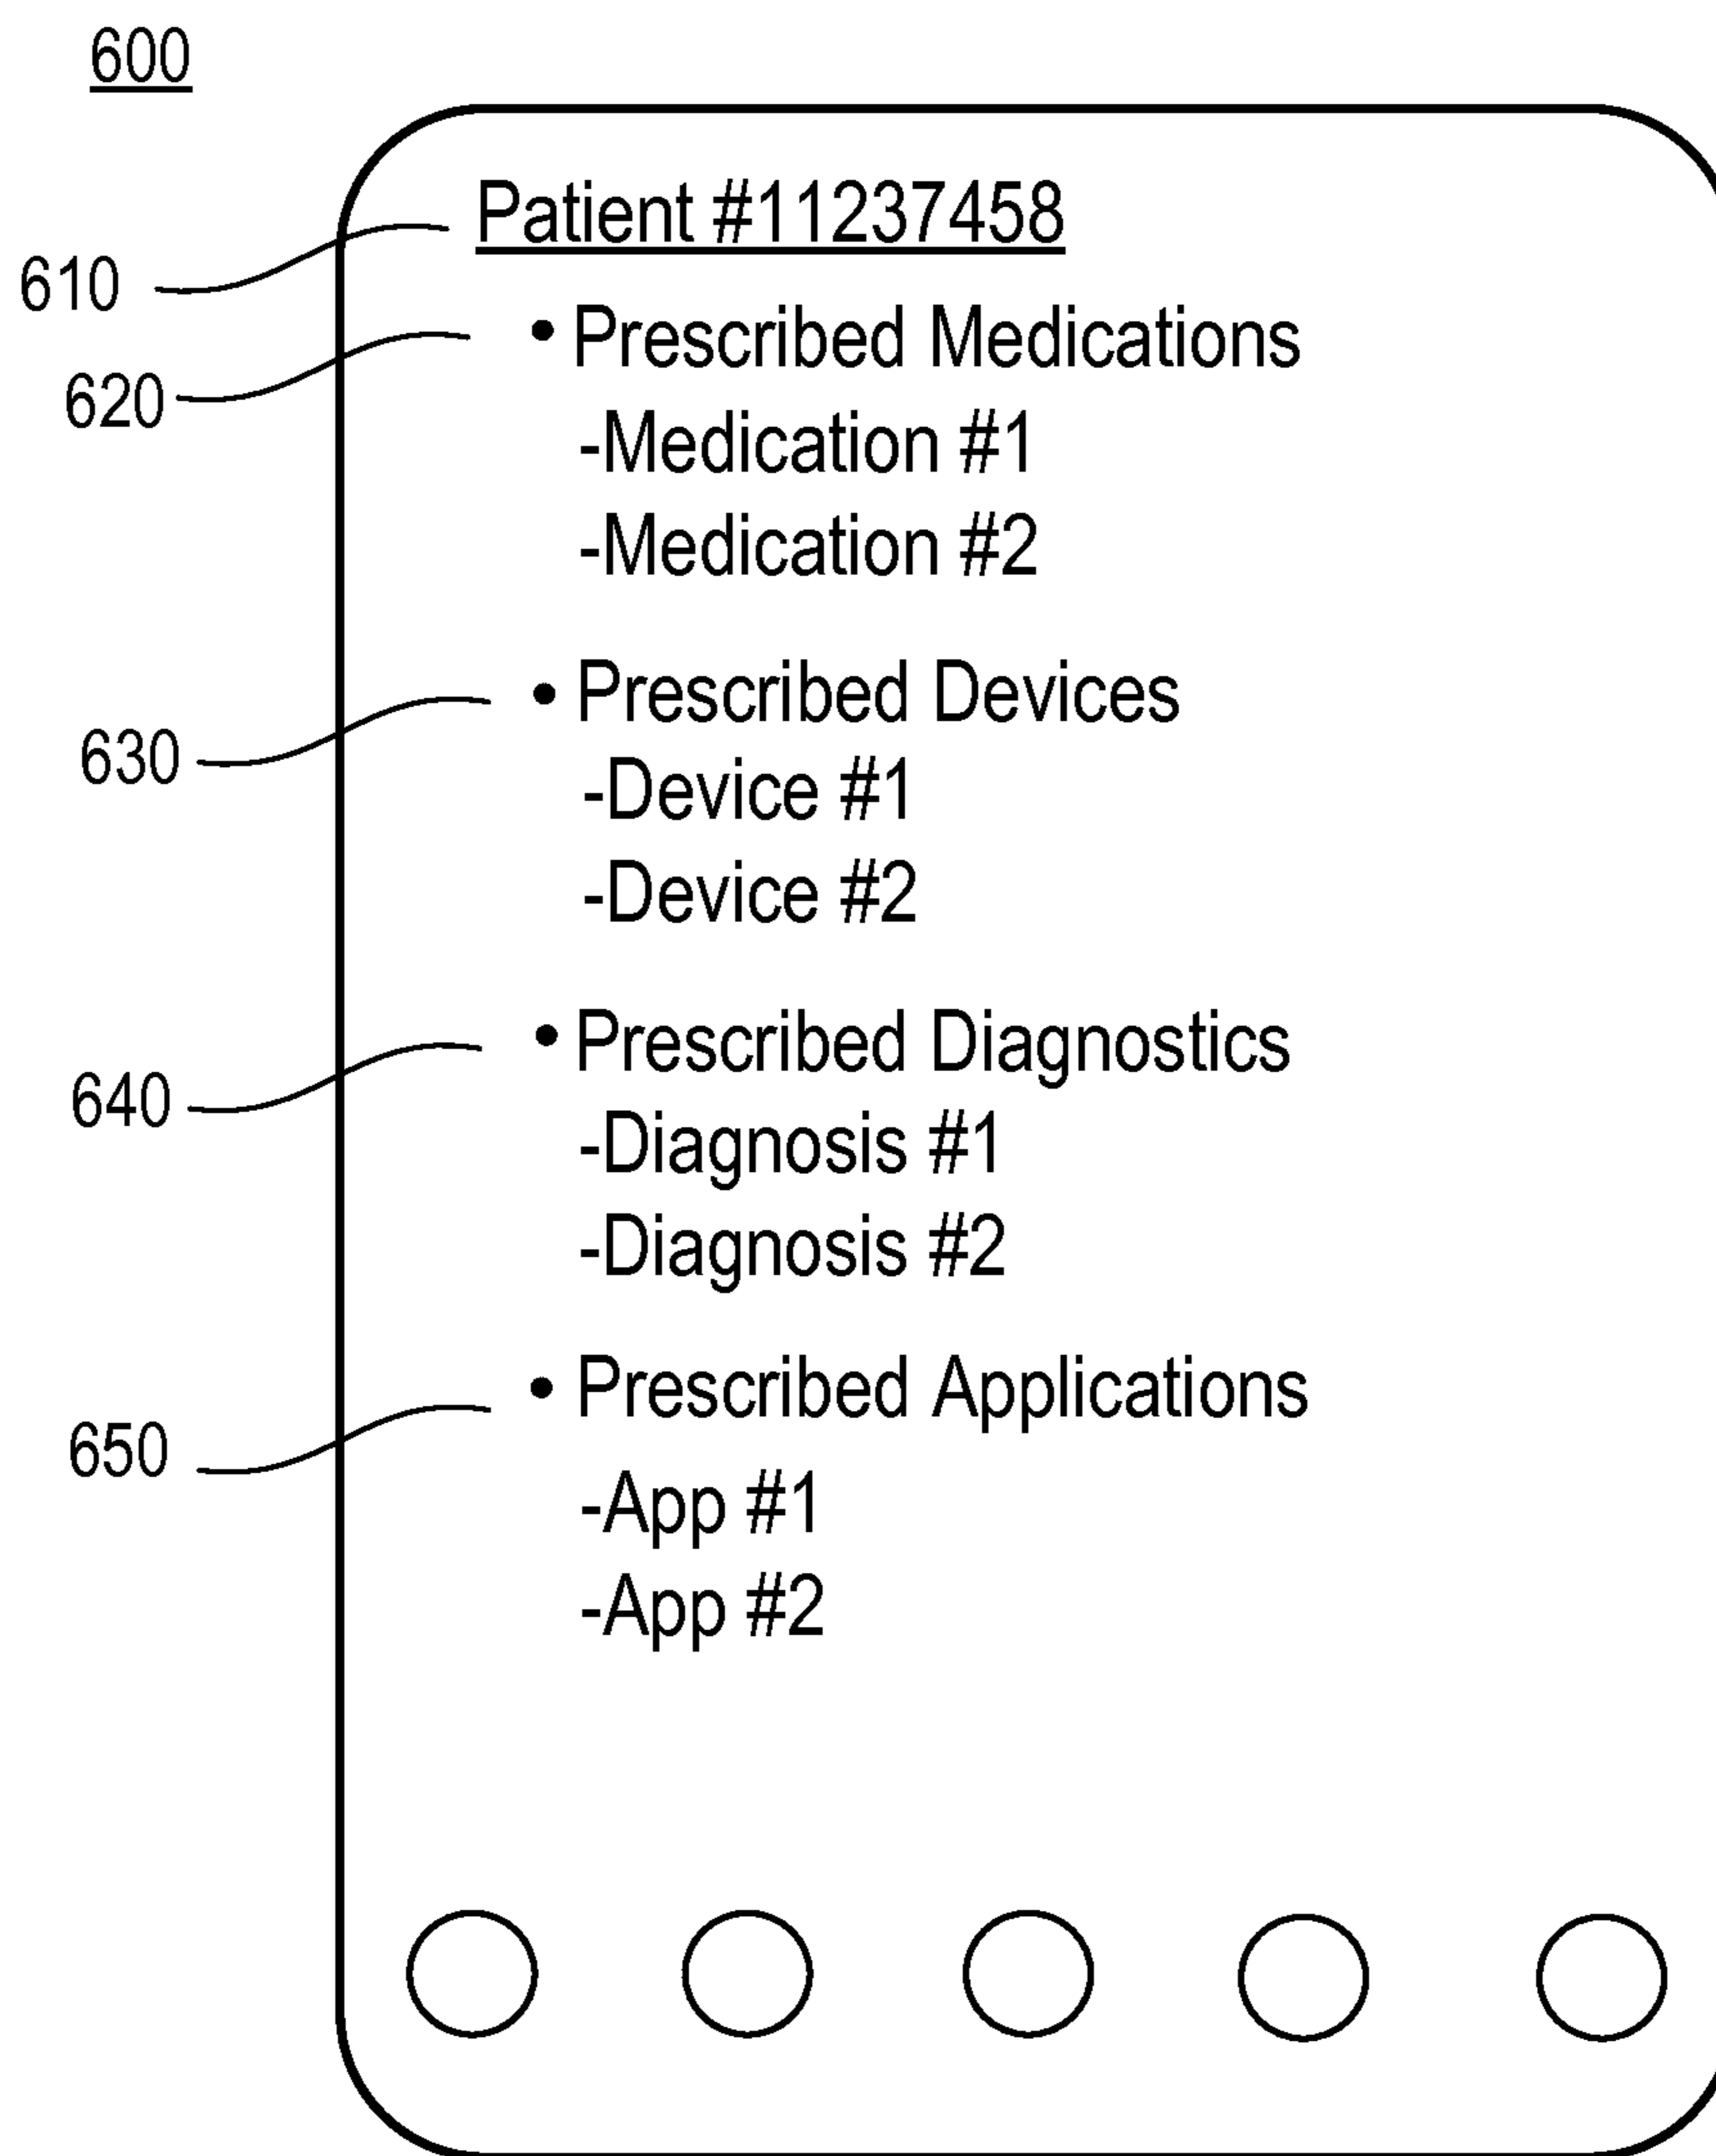 600
610
Patient #11237458
620
• Prescribed Medications
-Medication #1
-Medication #2
630
• Prescribed Devices
-Device #1
-Device #2
640
• Prescribed Diagnostics
-Diagnosis #1
-Diagnosis #2
650
• Prescribed Applications
-App #1
-App #2